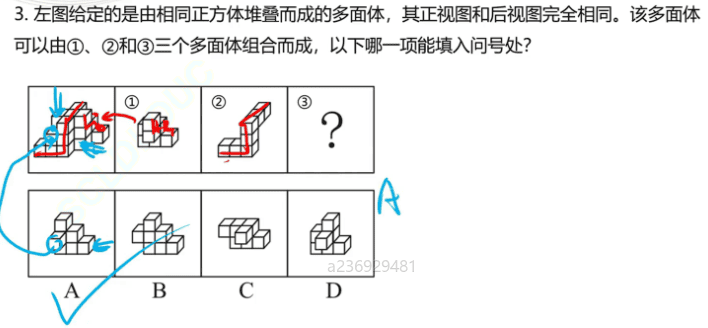 3. 左图给定的是由相同正方体堆叠而成的多面体，其正视图和后视图完全相同。该多面体
可以由①、②和③三个多面体组合而成，以下哪一项能填入问号处？
① ② ③
?
A
a236929481
A B C D